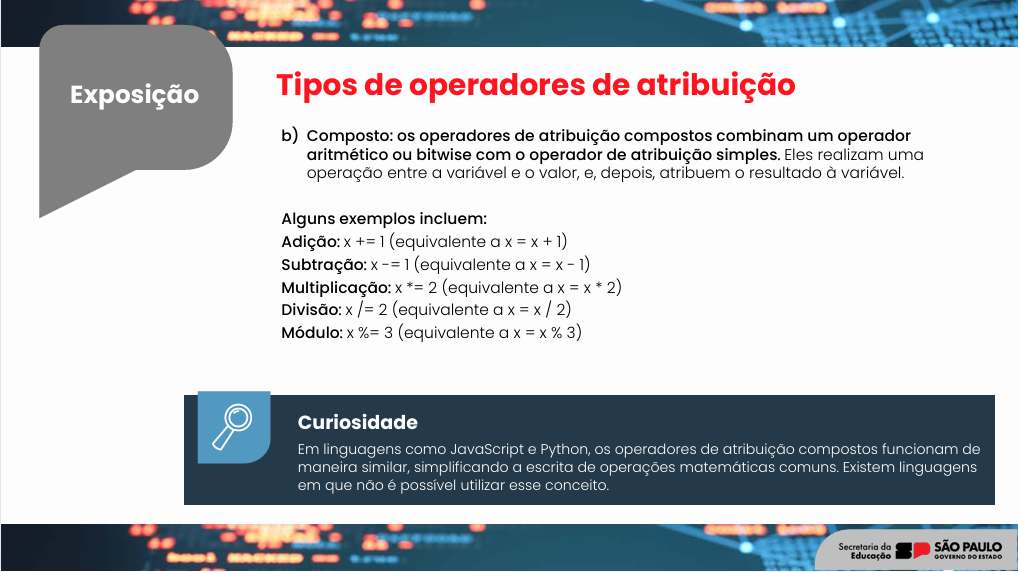 Exposição
Tipos de operadores de atribuição
b) Composto: os operadores de atribuição compostos combinam um operador
aritmético ou bitwise com o operador de atribuição simples. Eles realizam uma
operação entre a variável e o valor, e, depois, atribuem o resultado à variável.
Alguns exemplos incluem:
Adição: x += 1 (equivalente a x = x + 1)
Subtração: x -= 1 (equivalente a x = x - 1)
Multiplicação: x *= 2 (equivalente a x = x * 2)
Divisão: x /= 2 (equivalente a x = x / 2)
Módulo: x %= 3 (equivalente a x = x % 3)
Curiosidade
Em linguagens como JavaScript e Python, os operadores de atribuição compostos funcionam de
maneira similar, simplificando a escrita de operações matemáticas comuns. Existem linguagens
em que não é possível utilizar esse conceito.
Secretaria da
Educação
SÃO PAULO
GOVERNO DO ESTADO